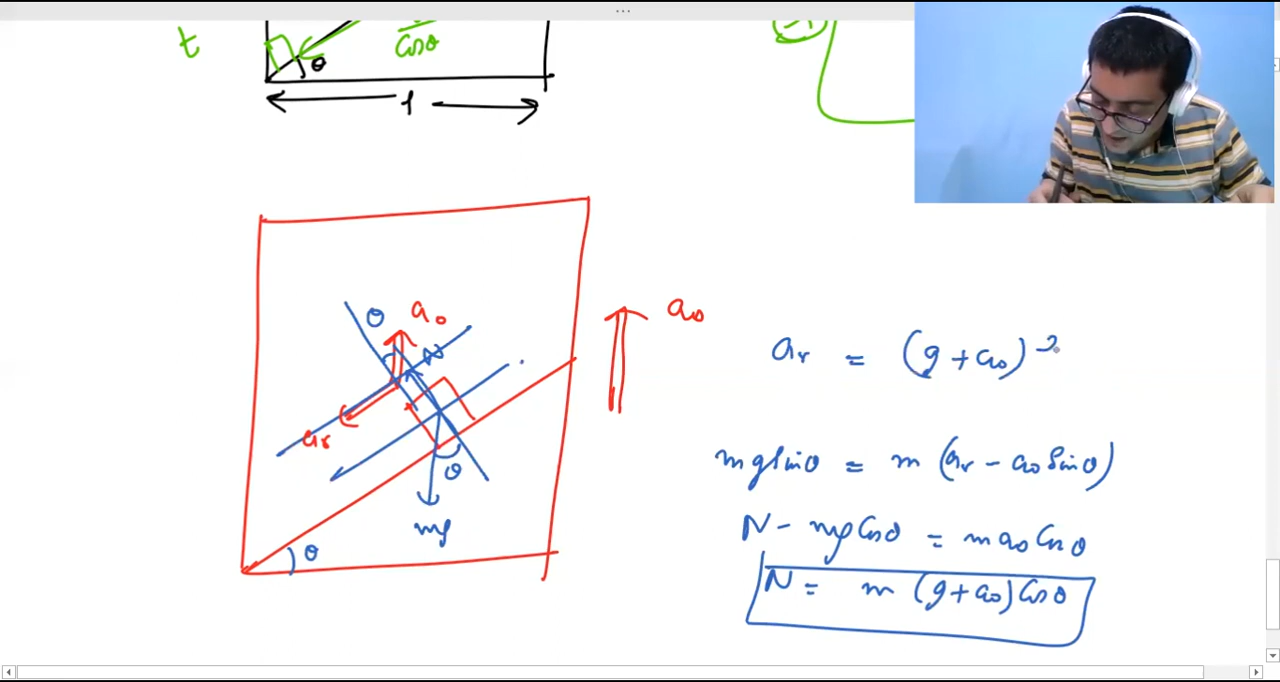 t
cosθ
θ
1
θ
a₀
a₀
N
aᵣ
θ
mg
θ
aᵣ = (g + a₀)
mg sinθ = m (aᵣ - a₀ sinθ)
N - mg cosθ = m a₀ cosθ
N = m (g + a₀) cosθ